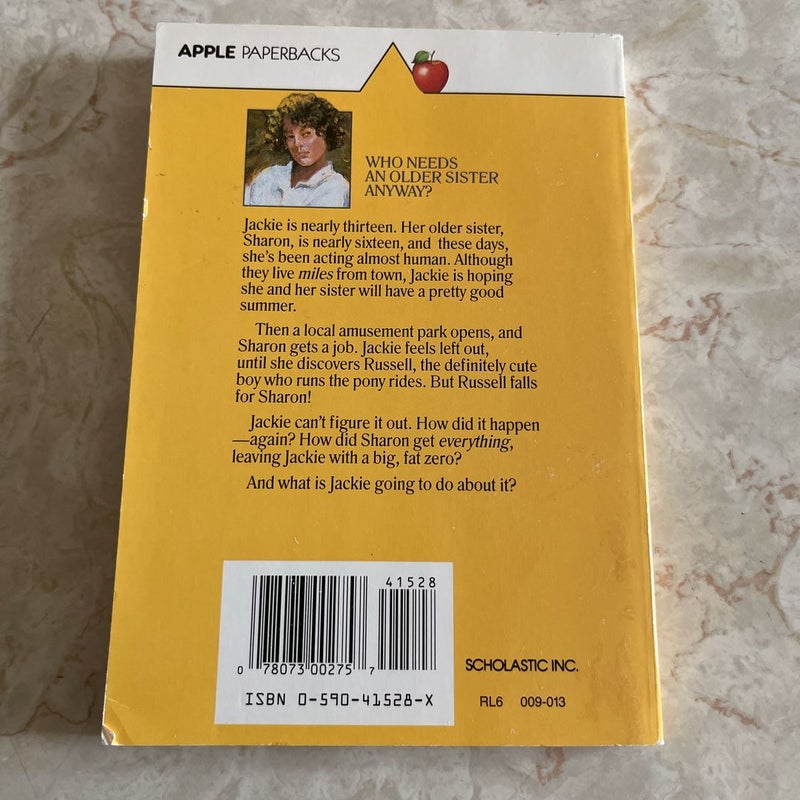 APPLE PAPERBACKS
WHO NEEDS
AN OLDER SISTER
ANYWAY?
Jackie is nearly thirteen. Her older sister,
Sharon, is nearly sixteen, and these days,
she's been acting almost human. Although
they live miles from town, Jackie is hoping
she and her sister will have a pretty good
summer.
Then a local amusement park opens, and
Sharon gets a job. Jackie feels left out,
until she discovers Russell, the definitely cute
boy who runs the pony rides. But Russell falls
for Sharon!
Jackie can't figure it out. How did it happen
—again? How did Sharon get everything,
leaving Jackie with a big, fat zero?
And what is Jackie going to do about it?
41528
0 78073 00275 7
ISBN 0-590-41528-X
SCHOLASTIC INC.
RL6 009-013